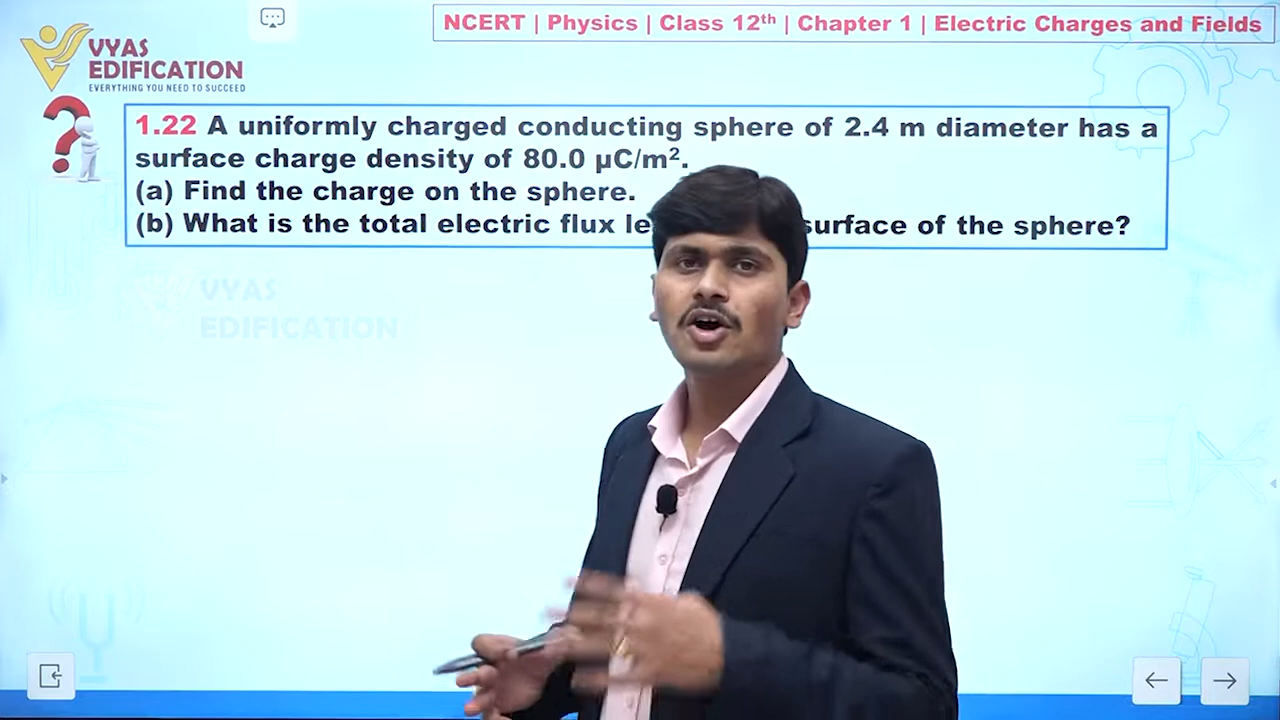 NCERT | Physics | Class 12th | Chapter 1 | Electric Charges and Fields
VYAS
EDIFICATION
EVERYTHING YOU NEED TO SUCCEED
1.22 A uniformly charged conducting sphere of 2.4 m diameter has a
surface charge density of 80.0 µC/m².
(a) Find the charge on the sphere.
(b) What is the total electric flux surface of the sphere?
VYAS
EDIFICATION